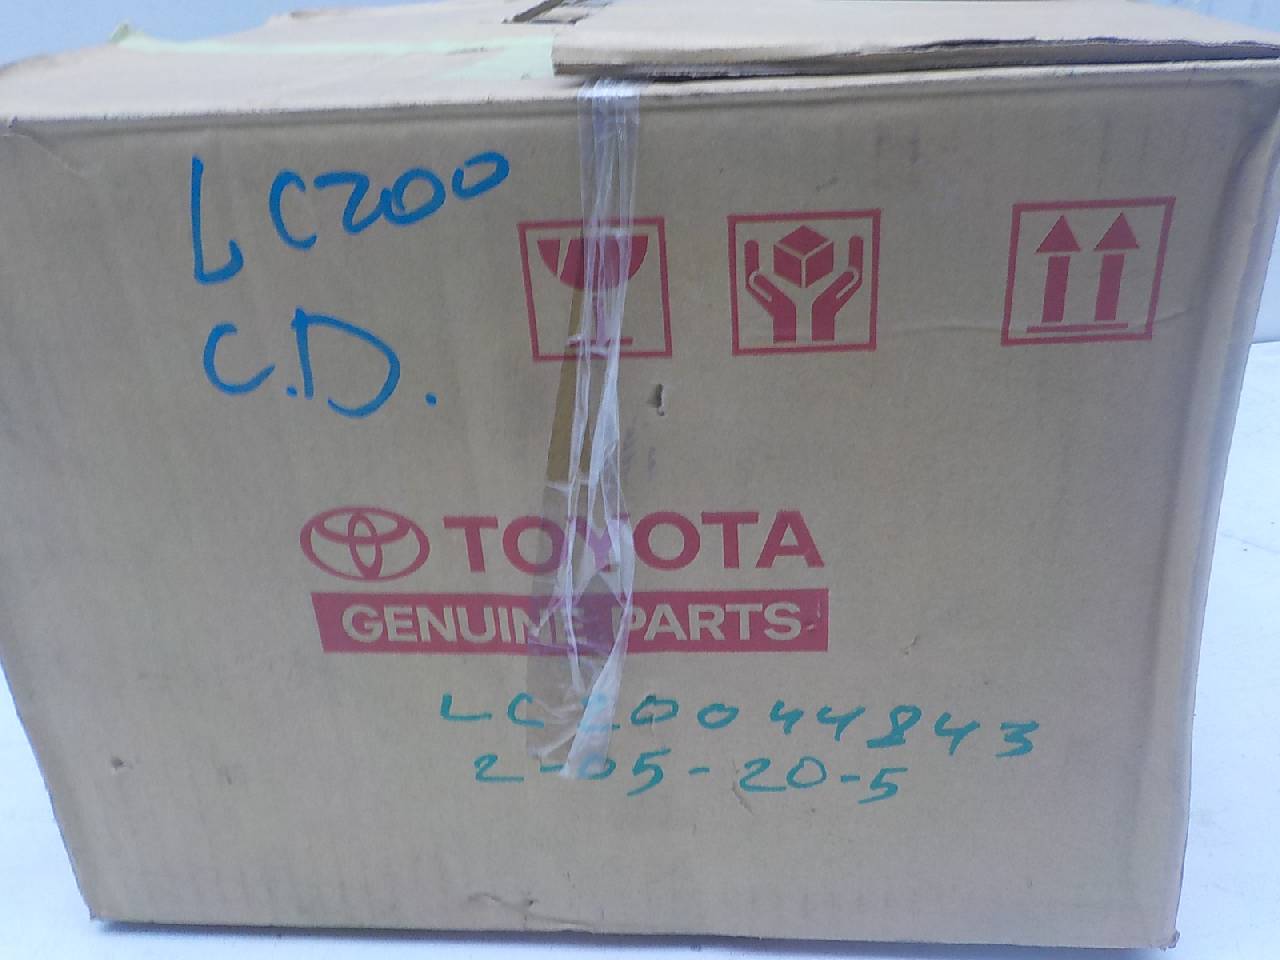 LC200
C.D.
TOYOTA
GENUINE PARTS
LC20044843
2-05-20-5